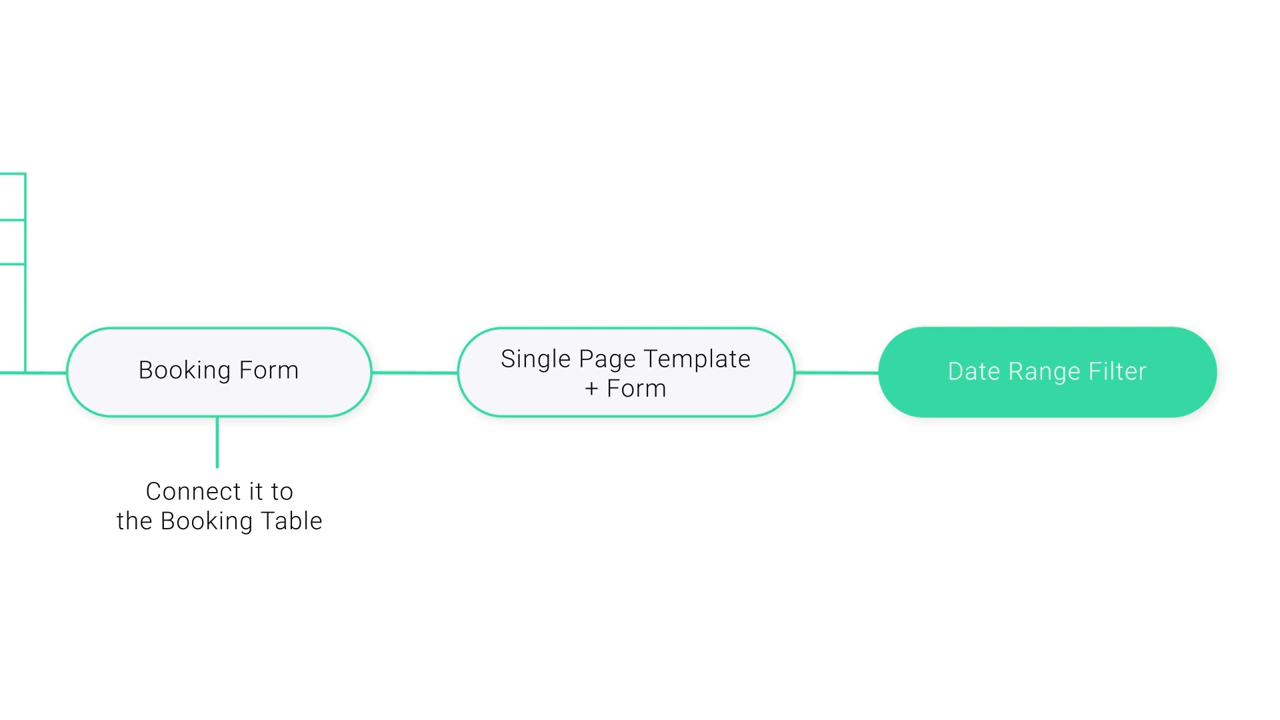 Booking Form
Single Page Template
+ Form
Date Range Filter
Connect it to
the Booking Table